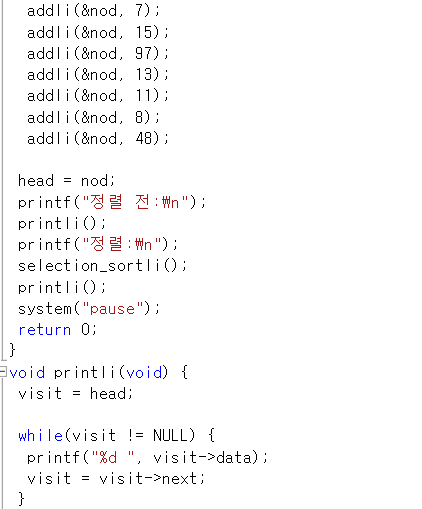 addli(&nod, 7);
addli(&nod, 15);
addli(&nod, 97);
addli(&nod, 13);
addli(&nod, 11);
addli(&nod, 8);
addli(&nod, 48);
head = nod;
printf("정렬 전:₩n");
printli();
printf("정렬:₩n");
selection_sortli();
printli();
system("pause");
return 0;
}
void printli(void) {
visit = head;
while(visit != NULL) {
printf("%d ", visit->data);
visit = visit->next;
}